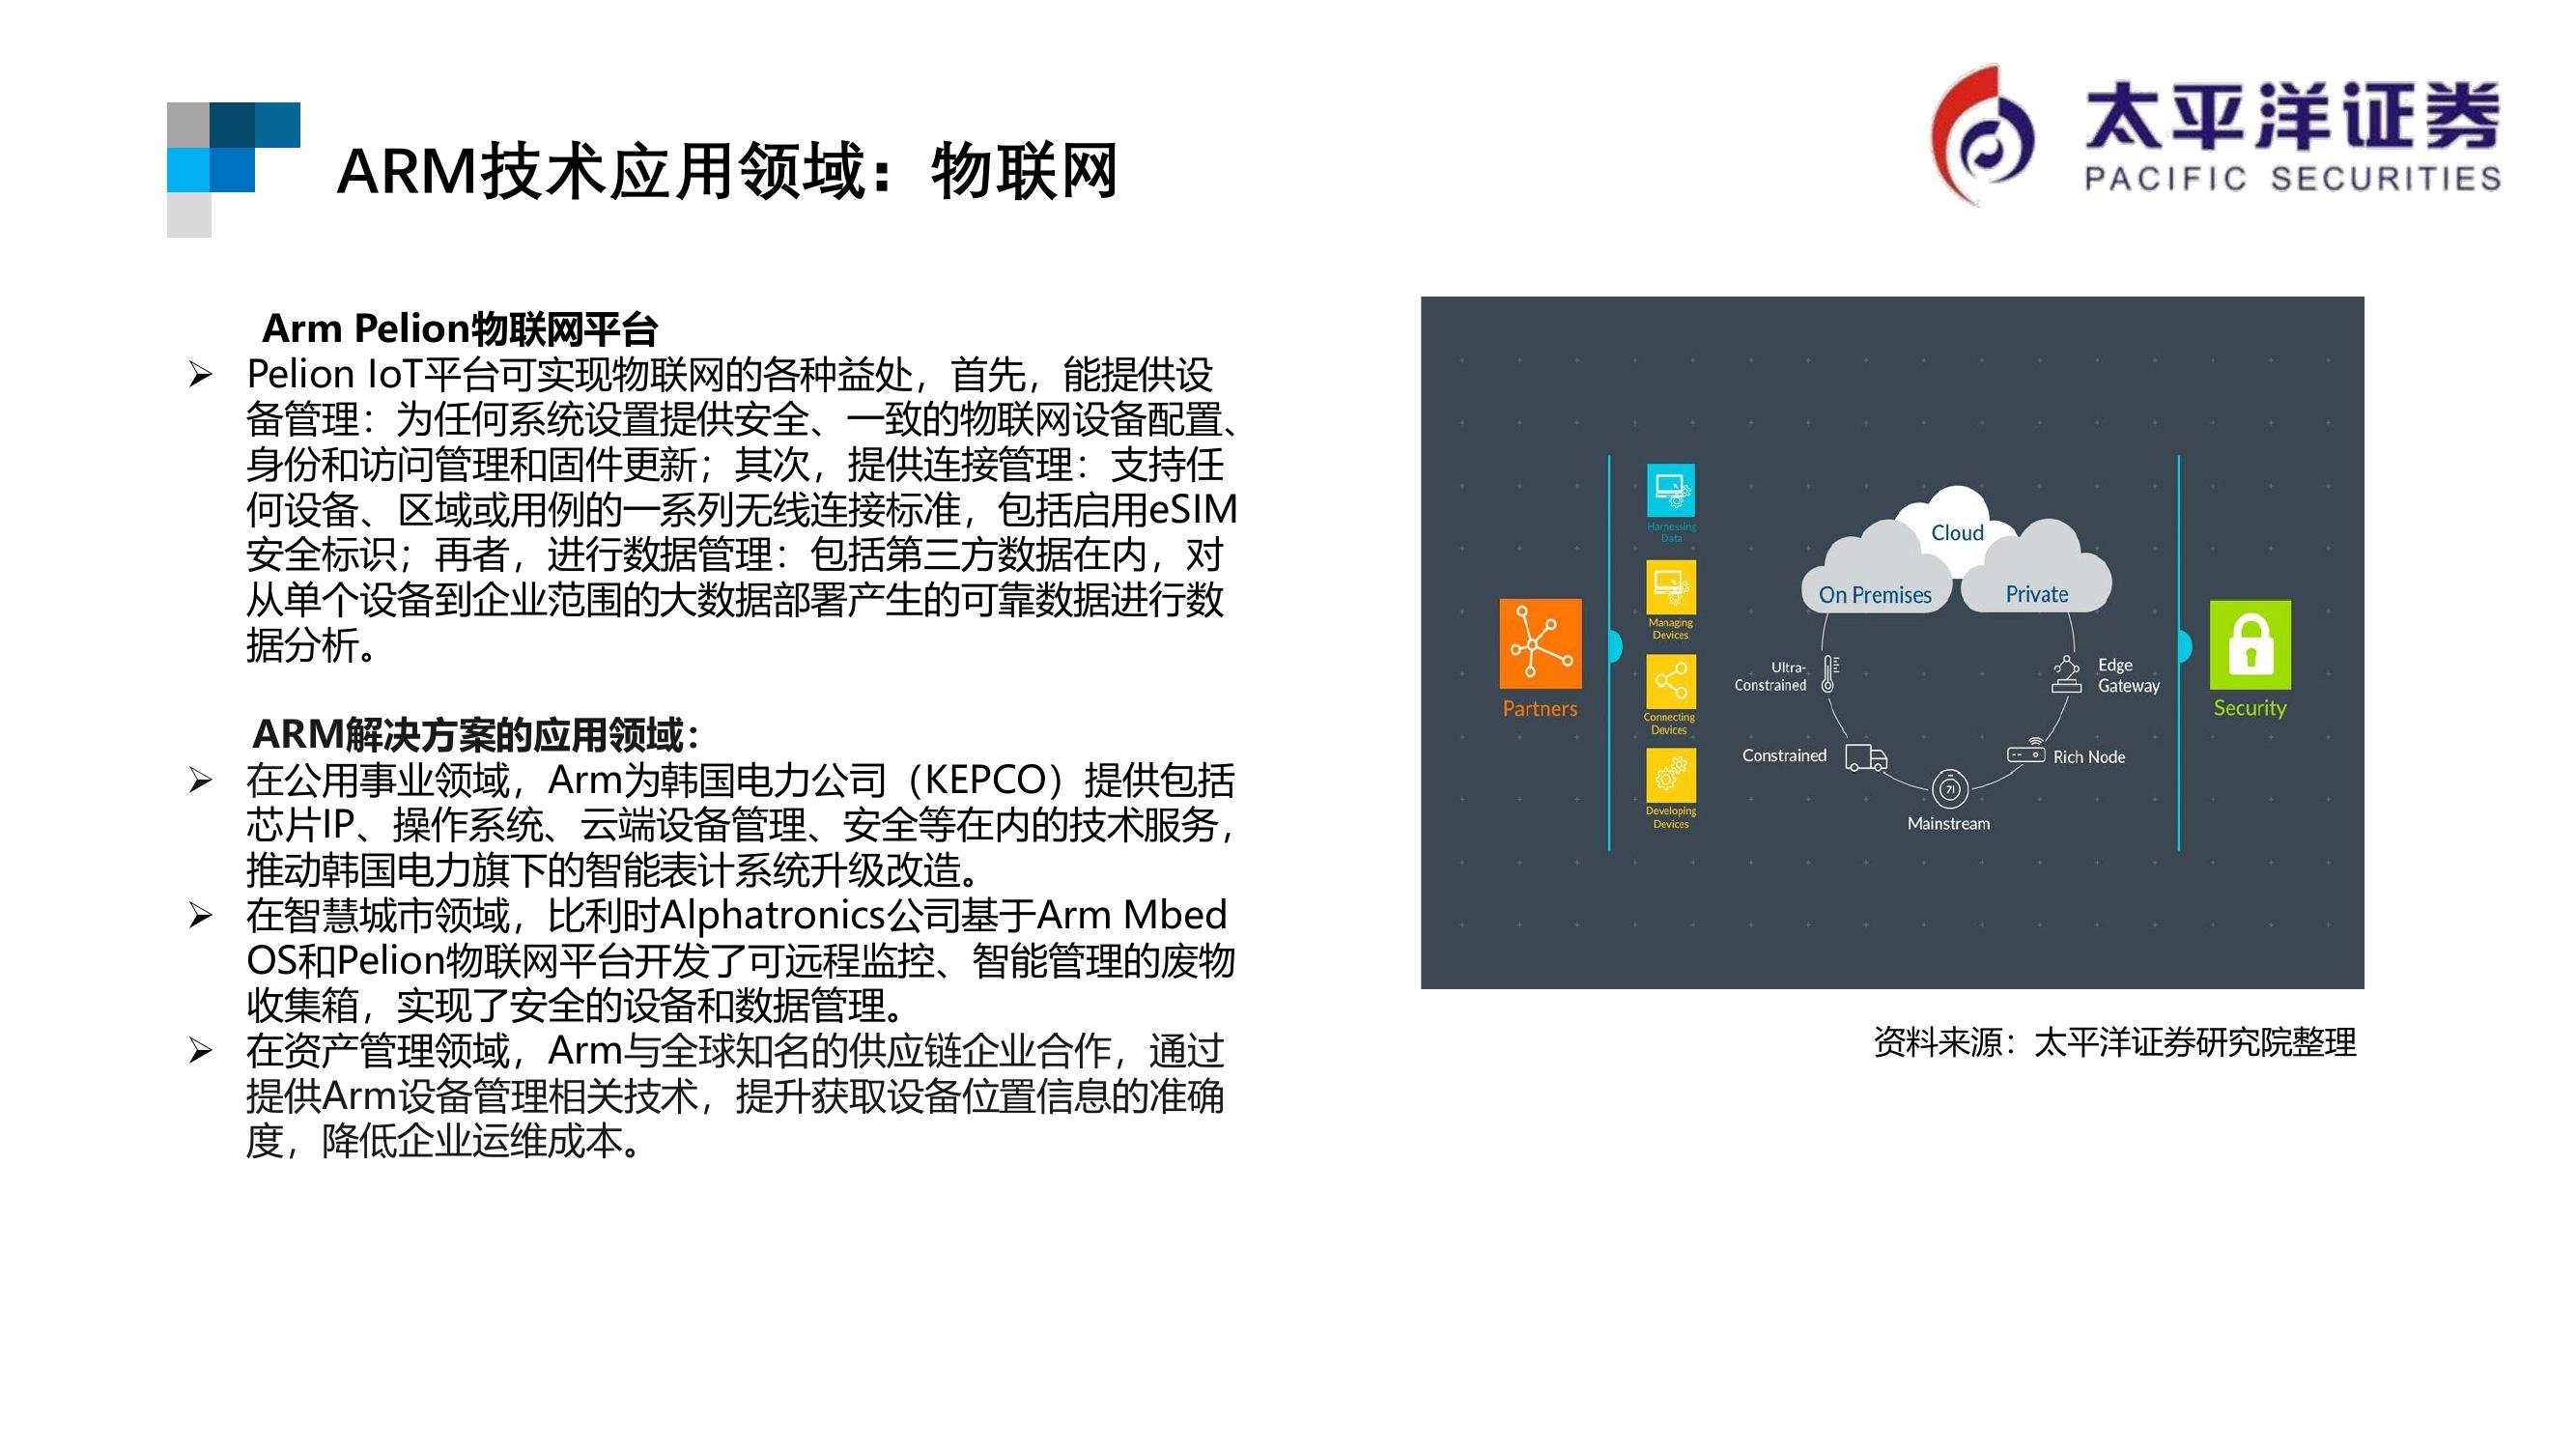 ARM技术应用领域：物联网
太平洋证券
PACIFIC SECURITIES
Arm Pelion物联网平台
Pelion IoT平台可实现物联网的各种益处，首先，能提供设
备管理：为任何系统设置提供安全、一致的物联网设备配置、
身份和访问管理和固件更新；其次，提供连接管理：支持任
何设备、区域或用例的一系列无线连接标准，包括启用eSIM
安全标识；再者，进行数据管理：包括第三方数据在内，对
从单个设备到企业范围的大数据部署产生的可靠数据进行数
据分析。
ARM解决方案的应用领域：
在公用事业领域，Arm为韩国电力公司（KEPCO）提供包括
芯片IP、操作系统、云端设备管理、安全等在内的技术服务，
推动韩国电力旗下的智能表计系统升级改造。
在智慧城市领域，比利时Alphatronics公司基于Arm Mbed
OS和Pelion物联网平台开发了可远程监控、智能管理的废物
收集箱，实现了安全的设备和数据管理。
在资产管理领域，Arm与全球知名的供应链企业合作，通过
提供Arm设备管理相关技术，提升获取设备位置信息的准确
度，降低企业运维成本。
Partners
Harnessing
Data
Managing
Devices
Connecting
Devices
Developing
Devices
Cloud
On Premises
Private
Ultra-
Constrained
Edge
Gateway
Constrained
Rich Node
71
Mainstream
Security
资料来源：太平洋证券研究院整理